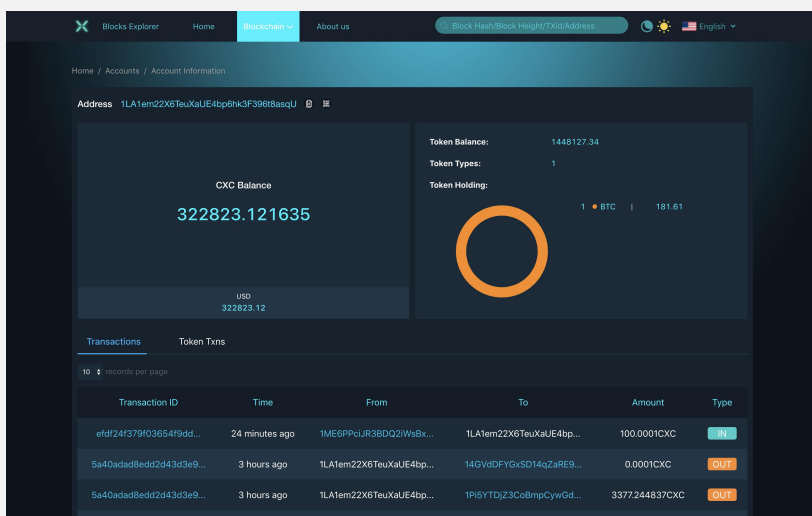 Blocks Explorer Home Blockchain About us Block Hash/Block Height/TXid/Address English
Home / Accounts / Account Information
Address 1LA1em22X6TeuXaUE4bp6hk3F396t8asqU
CXC Balance
322823.121635
USD
322823.12
Token Balance: 1448127.34
Token Types: 1
Token Holding:
1 BTC | 181.61
Transactions Token Txns
10 records per page
Transaction ID Time From To Amount Type
efdf24f379f03654f9dd... 24 minutes ago 1ME6PPciJR3BDQ2iWsBx... 1LA1em22X6TeuXaUE4bp... 100.0001CXC IN
5a40adad8edd2d43d3e9... 3 hours ago 1LA1em22X6TeuXaUE4bp... 14GVdDFYGxSD14qZaRE9... 0.0001CXC OUT
5a40adad8edd2d43d3e9... 3 hours ago 1LA1em22X6TeuXaUE4bp... 1Pi5YTDjZ3CoBmpCywGd... 3377.244837CXC OUT